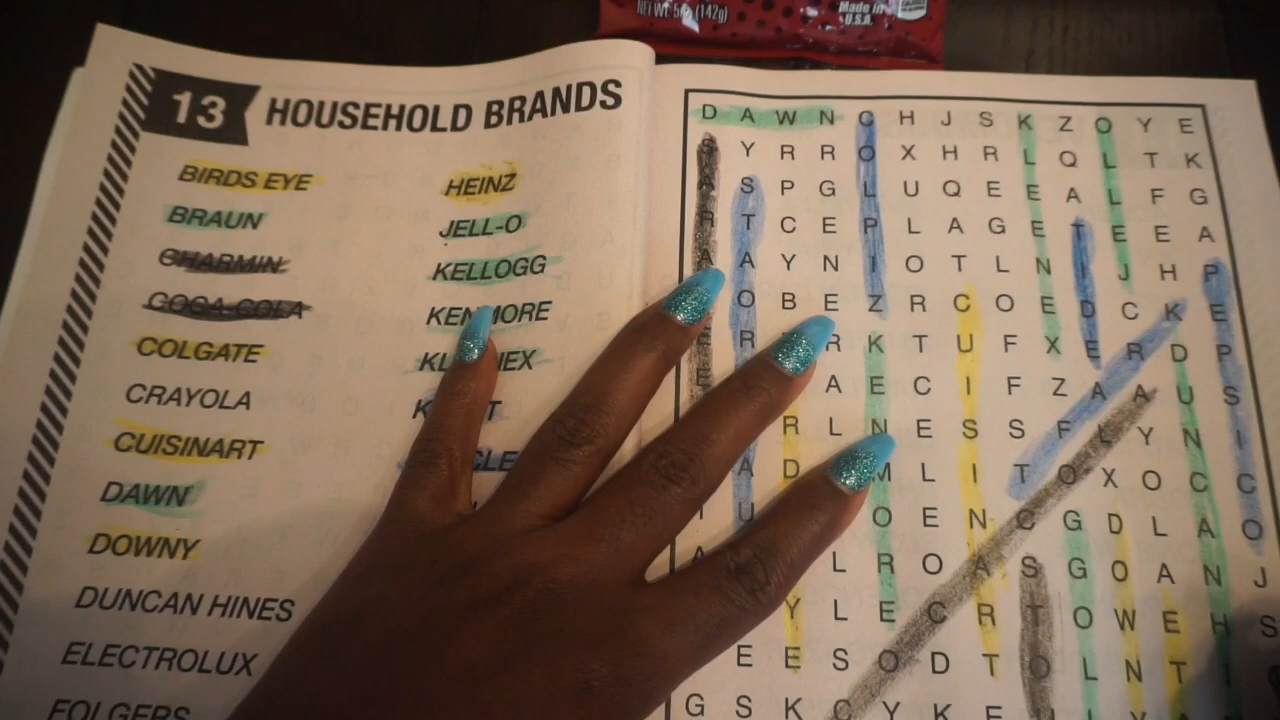 NET WT. 5oz (142g)
Made in
U.S.A.
13 HOUSEHOLD BRANDS
BIRDS EYE
BRAUN
CHARMIN
COCA-COLA
COLGATE
CRAYOLA
CUISINART
DAWN
DOWNY
DUNCAN HINES
ELECTROLUX
FOLGERS
HEINZ
JELL-O
KELLOGG
D A W N C H J S K Z O Y E
S Y R R O X H R L Q L T K
A S P G L U Q E E A L F G
R T C E P L A G E T E E A
A A Y N I O T L N I J H P
O B E Z R C O E D C K E
E R R K T U F X E R D P
E A E C I F Z A A U S
R L N E S S F L Y N I
A D M L I T O X O C C
U O E N C G D L A O
L R O A S G O A N J
Y L E C R T O W E H S
E E S O D T O L N T I
G S K C Y K E